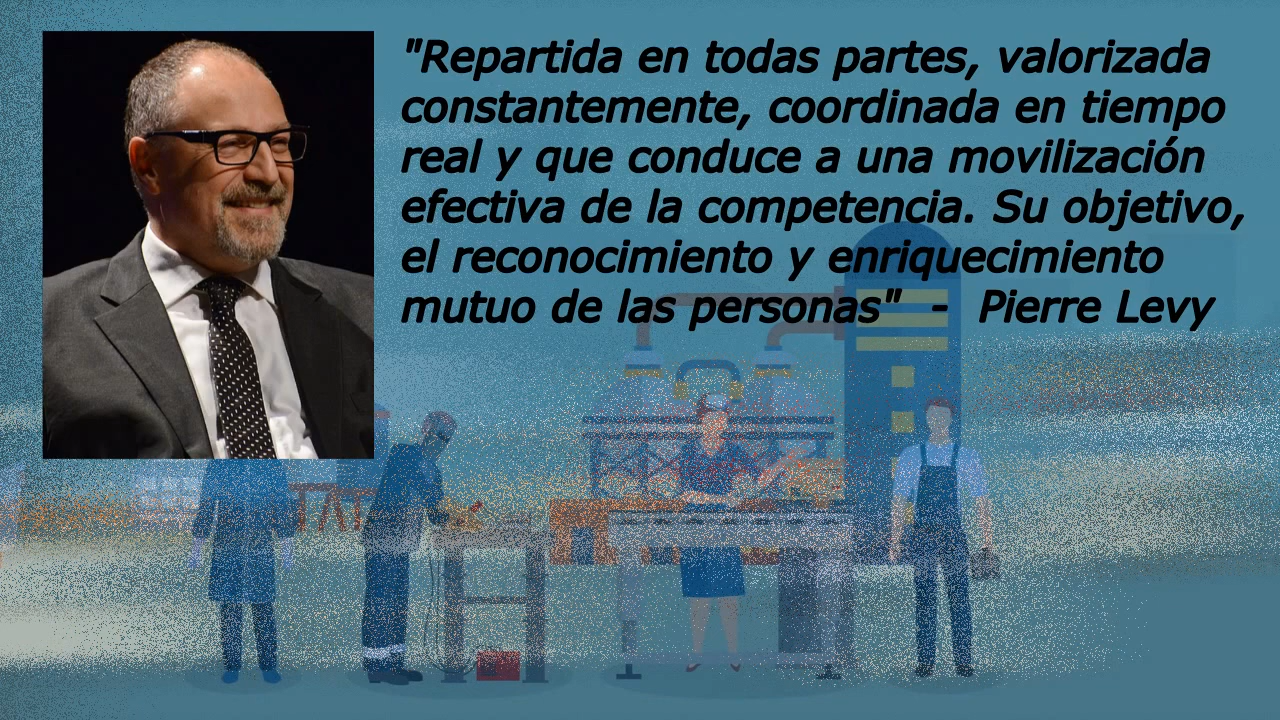 "Repartida en todas partes, valorizada
constantemente, coordinada en tiempo
real y que conduce a una movilización
efectiva de la competencia. Su objetivo,
el reconocimiento y enriquecimiento
mutuo de las personas" - Pierre Levy